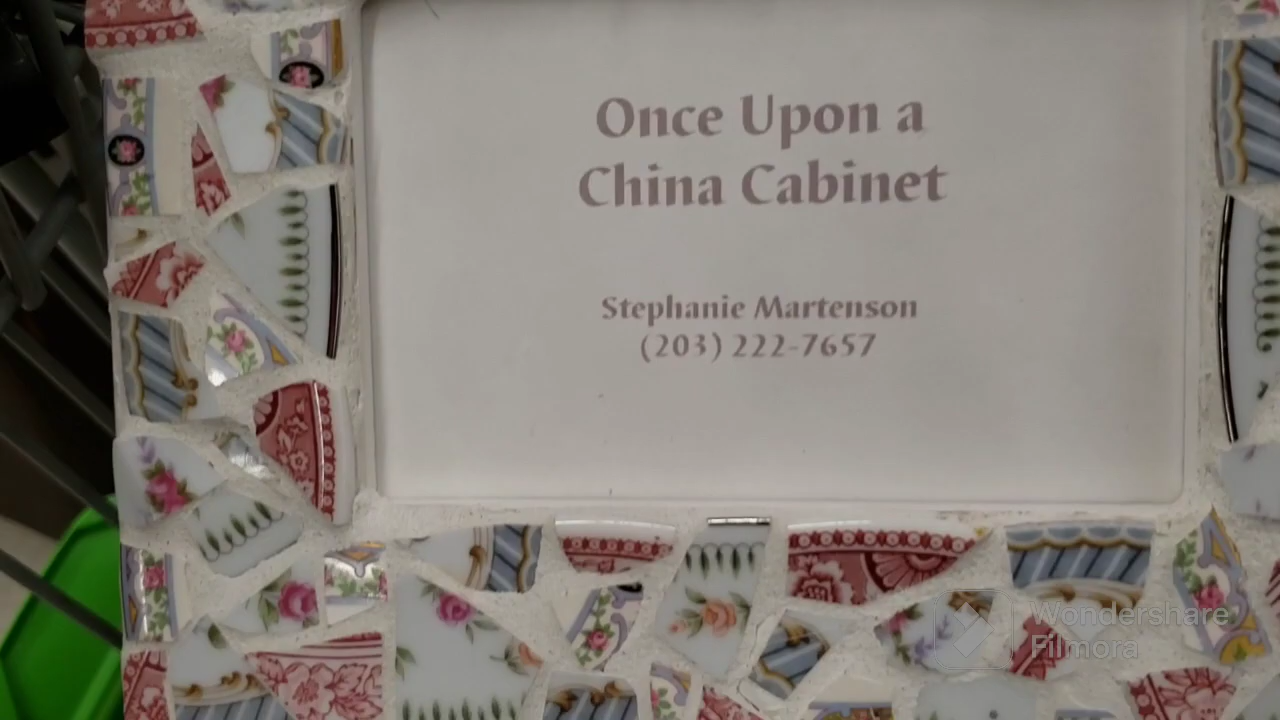 Once Upon a
China Cabinet
Stephanie Martenson
(203) 222-7657
Wondershare
Filmora